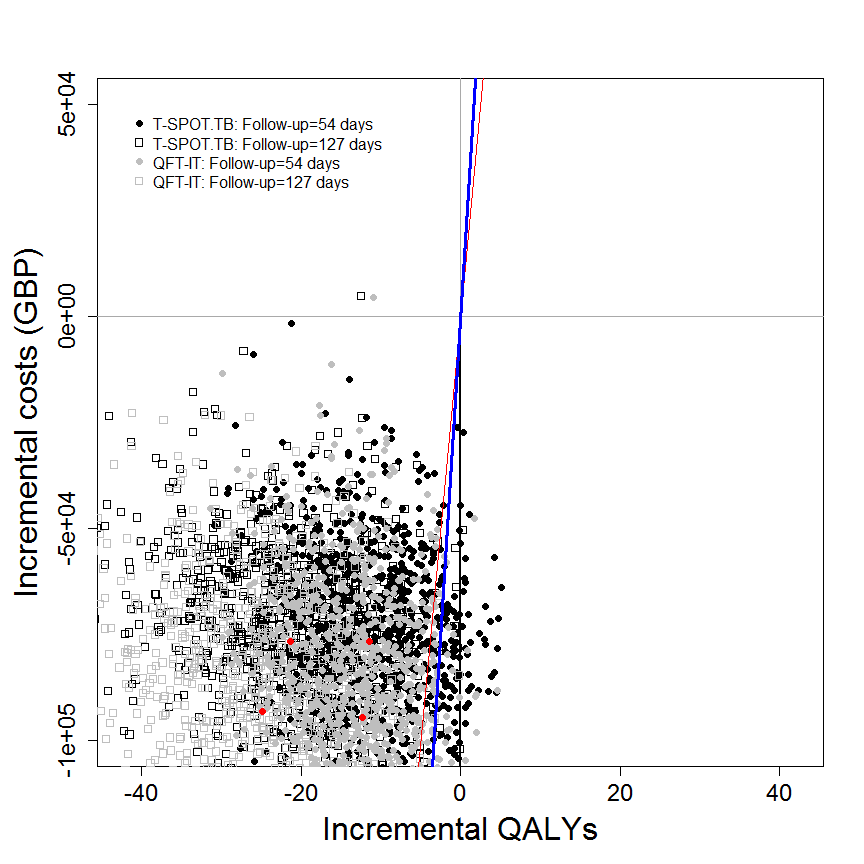 T-SPOT.TB: Follow-up=54 days
T-SPOT.TB: Follow-up=127 days
QFT-IT: Follow-up=54 days
QFT-IT: Follow-up=127 days
Incremental costs (GBP)
5e+04
0e+00
-5e+04
-1e+05
-40 -20 0 20 40
Incremental QALYs